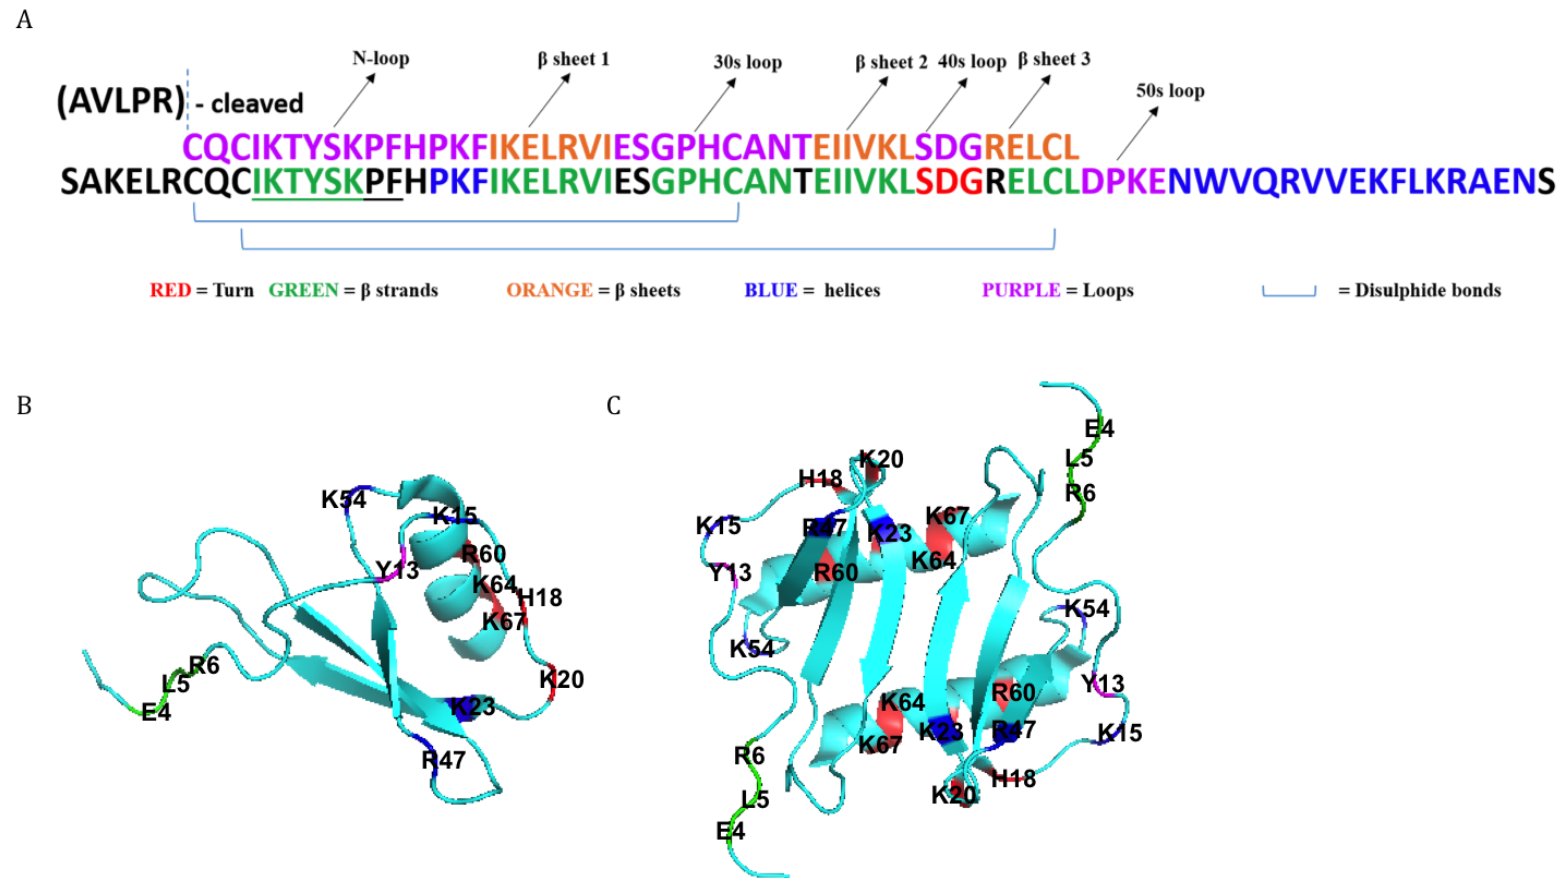 A
N-loop β sheet 1 30s loop β sheet 2 40s loop β sheet 3
50s loop
(AVLPR) - cleaved
CQCIKTYSKPFHPKFIKELRVIESGPHCANTEIIVKLSDGRELCL
SAKELRCQCIKTYSKPFHPKFIKELRVIESGPHCANTEIIVKLSDGRELCLDPKENWVQRVVEKFLKRAENS
RED = Turn GREEN = β strands ORANGE = β sheets BLUE = helices PURPLE = Loops = Disulphide bonds
B
K54
K15
R60
Y13
K64
H18
K67
R6
L5
E4
K20
K23
R47
C
E4
K20
L5
H18
R6
K67
K15
R47
K23
K64
Y13
R60
K54
K54
Y13
R60
K64
K23
R47
K15
K67
R6
H18
K20
L5
E4